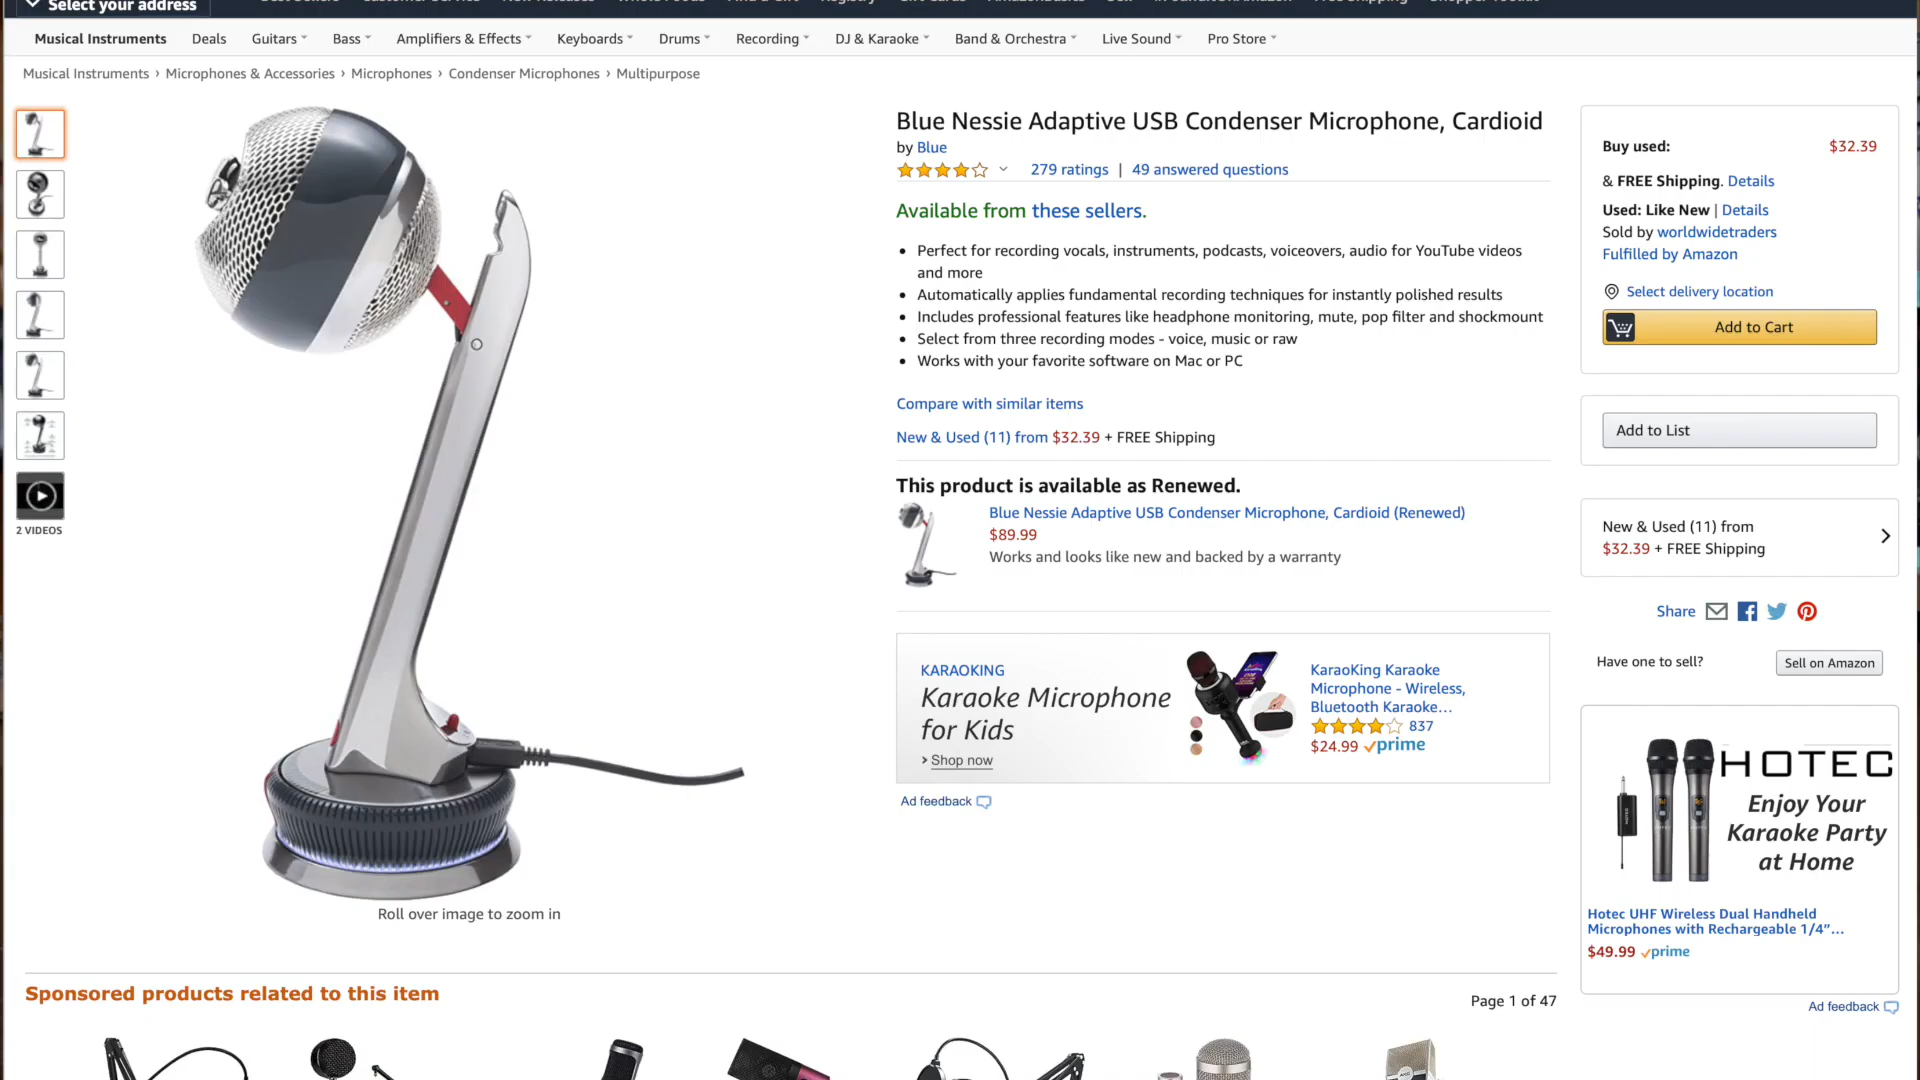 Select your address
Musical Instruments Deals Guitars Bass Amplifiers & Effects Keyboards Drums Recording DJ & Karaoke Band & Orchestra Live Sound Pro Store
Musical Instruments › Microphones & Accessories › Microphones › Condenser Microphones › Multipurpose
2 VIDEOS
Roll over image to zoom in
Blue Nessie Adaptive USB Condenser Microphone, Cardioid
by Blue
279 ratings | 49 answered questions
Available from these sellers.
• Perfect for recording vocals, instruments, podcasts, voiceovers, audio for YouTube videos
and more
• Automatically applies fundamental recording techniques for instantly polished results
• Includes professional features like headphone monitoring, mute, pop filter and shockmount
• Select from three recording modes - voice, music or raw
• Works with your favorite software on Mac or PC
Compare with similar items
New & Used (11) from $32.39 + FREE Shipping
This product is available as Renewed.
Blue Nessie Adaptive USB Condenser Microphone, Cardioid (Renewed)
$89.99
Works and looks like new and backed by a warranty
KARAOKING
Karaoke Microphone
for Kids
› Shop now
KaraoKing Karaoke
Microphone - Wireless,
Bluetooth Karaoke…
837
$24.99 prime
Ad feedback
Buy used: $32.39
& FREE Shipping. Details
Used: Like New | Details
Sold by worldwidetraders
Fulfilled by Amazon
Select delivery location
Add to Cart
Add to List
New & Used (11) from
$32.39 + FREE Shipping
Share
Have one to sell? Sell on Amazon
HOTEC
Enjoy Your
Karaoke Party
at Home
Hotec UHF Wireless Dual Handheld
Microphones with Rechargeable 1/4”…
$49.99 prime
Ad feedback
Sponsored products related to this item
Page 1 of 47